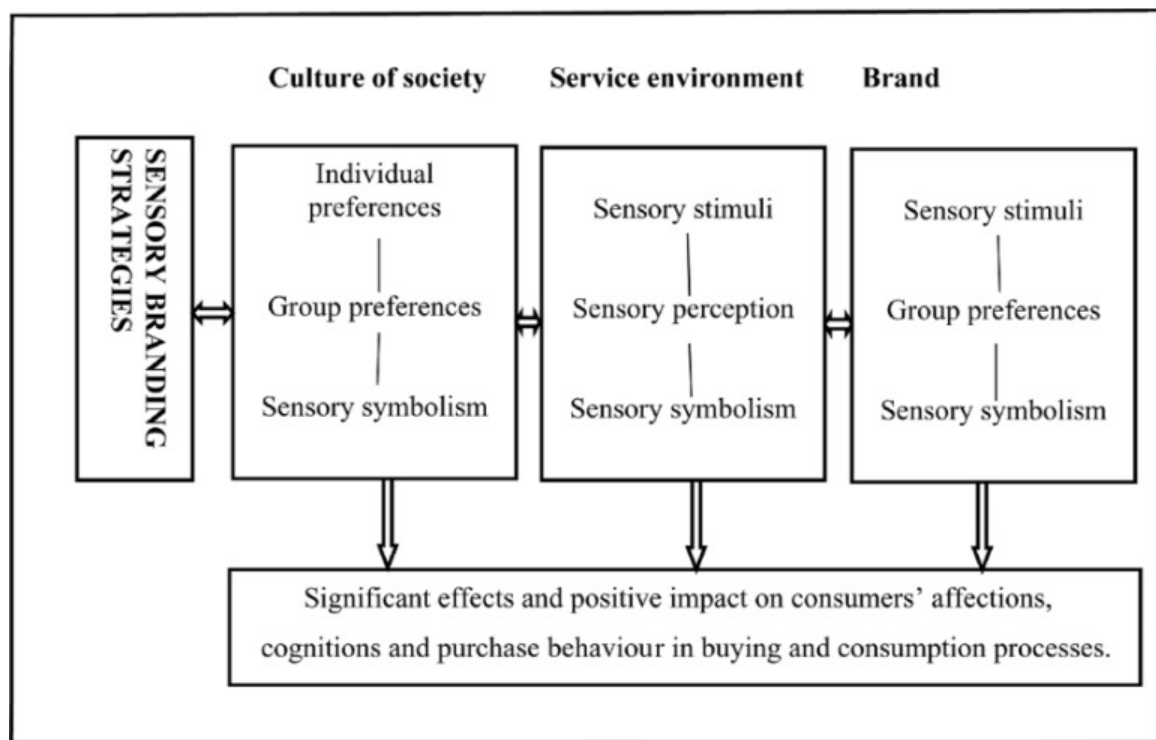 Culture of society
Service environment
Brand
SENSORY BRANDING
STRATEGIES
Individual
preferences
Group preferences
Sensory symbolism
Sensory stimuli
Sensory perception
Sensory symbolism
Sensory stimuli
Group preferences
Sensory symbolism
Significant effects and positive impact on consumers’ affections,
cognitions and purchase behaviour in buying and consumption processes.